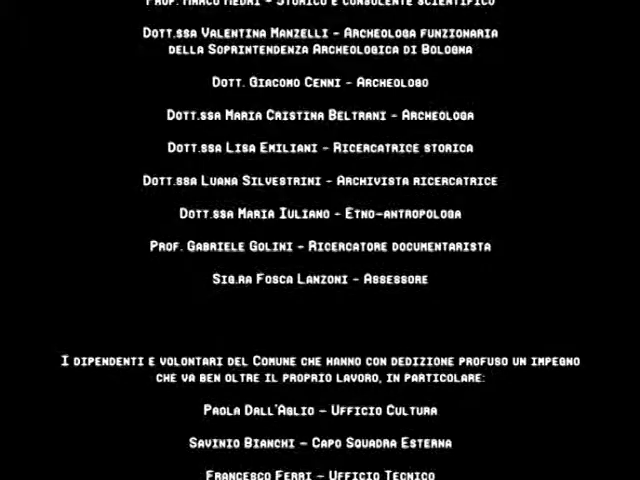 Prof. Marco Medri - Storico e consulente scientifico
Dott.ssa Valentina Manzelli - Archeologa funzionaria
della Soprintendenza Archeologica di Bologna
Dott. Giacomo Cenni - Archeologo
Dott.ssa Maria Cristina Beltrani - Archeologa
Dott.ssa Lisa Emiliani - Ricercatrice storica
Dott.ssa Luana Silvestrini - Archivista ricercatrice
Dott.ssa Maria Iuliano - Etno-antropologa
Prof. Gabriele Golini - Ricercatore documentarista
Sig.ra Fosca Lanzoni - Assessore
I dipendenti e volontari del Comune che hanno con dedizione profuso un impegno
che va ben oltre il proprio lavoro, in particolare:
Paola Dall'Aglio - Ufficio Cultura
Savinio Bianchi - Capo Squadra Esterna
Francesco Ferri - Ufficio Tecnico